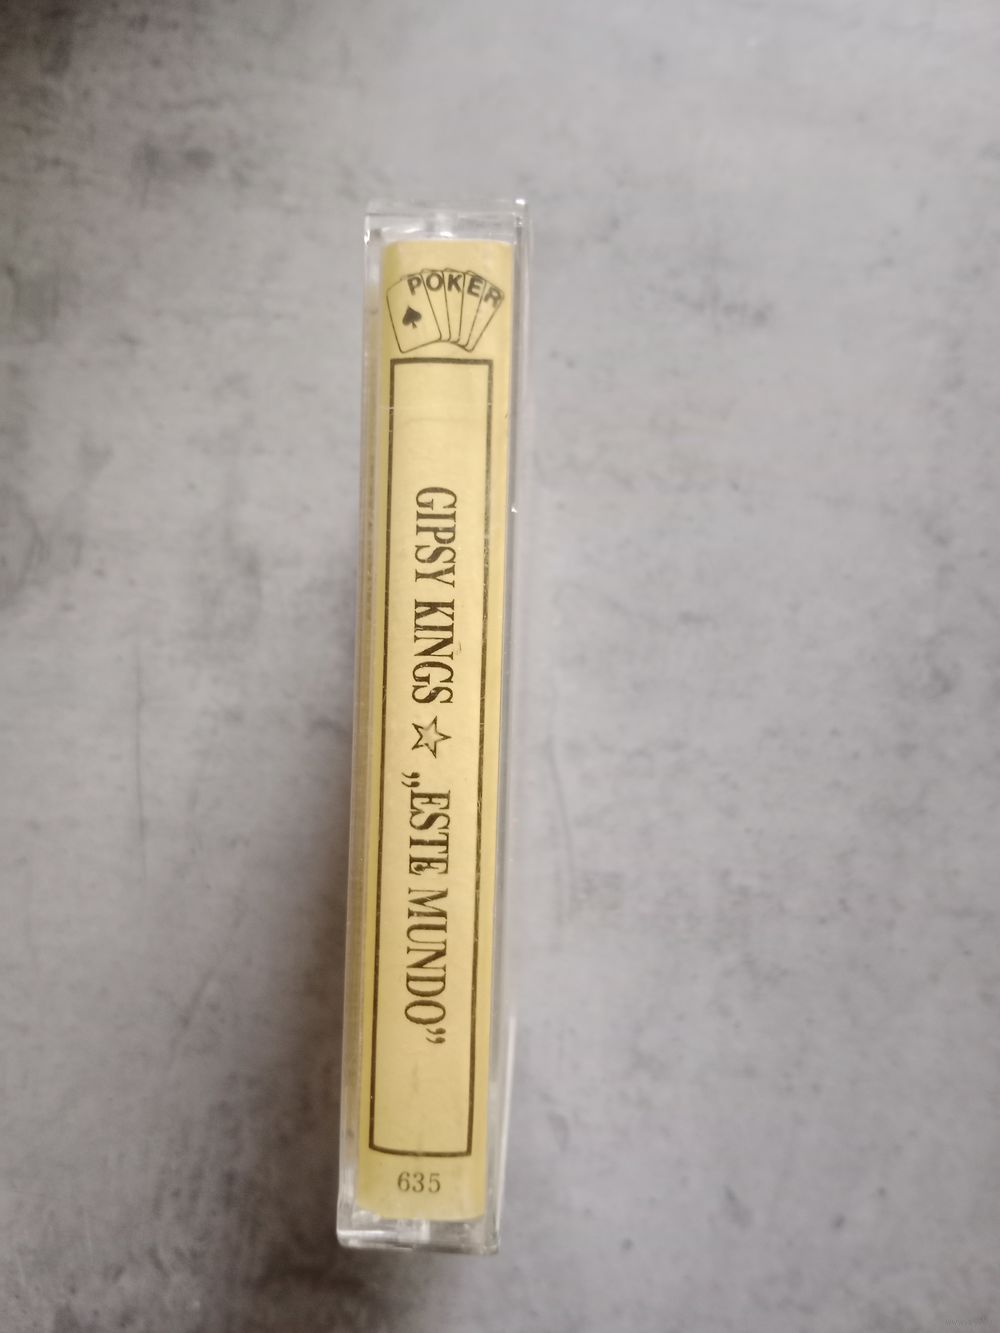 POKER
GIPSY KINGS ☆ „ESTE MUNDO”
635